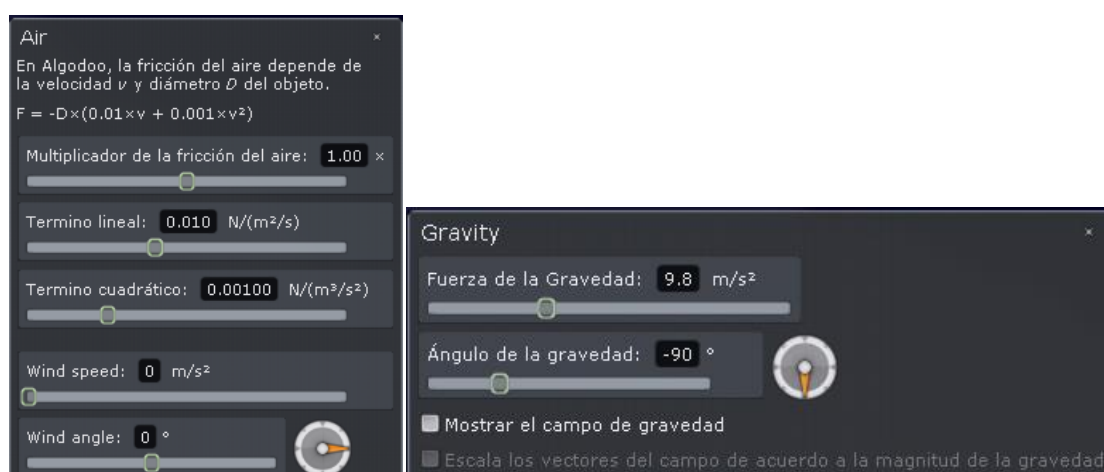 Air ×
En Algodoo, la fricción del aire depende de
la velocidad v y diámetro D del objeto.
F = -D×(0.01×v + 0.001×v²)
Multiplicador de la fricción del aire: 1.00 ×
Termino lineal: 0.010 N/(m²/s)
Termino cuadrático: 0.00100 N/(m³/s²)
Wind speed: 0 m/s²
Wind angle: 0 °
Gravity ×
Fuerza de la Gravedad: 9.8 m/s²
Ángulo de la gravedad: -90 °
Mostrar el campo de gravedad
Escala los vectores del campo de acuerdo a la magnitud de la gravedad